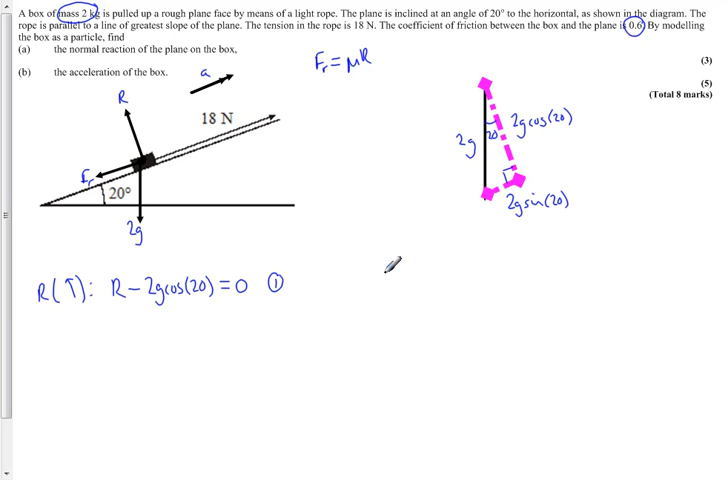 A box of mass 2 kg is pulled up a rough plane face by means of a light rope. The plane is inclined at an angle of 20° to the horizontal, as shown in the diagram. The
rope is parallel to a line of greatest slope of the plane. The tension in the rope is 18 N. The coefficient of friction between the box and the plane is 0.6. By modelling
the box as a particle, find
(a) the normal reaction of the plane on the box,
(3)
(b) the acceleration of the box.
(5)
(Total 8 marks)
Fr = μR
a
R
18 N
Fr
20°
2g
2g
20
2gcos(20)
2gsin(20)
R(↑): R − 2gcos(20) = 0 ①